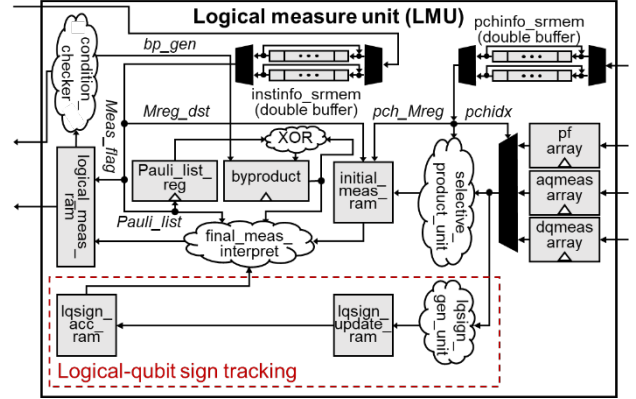 Logical measure unit (LMU)
condition_
checker
bp_gen
instinfo_srmem
(double buffer)
pchinfo_srmem
(double buffer)
Meas_flag
Mreg_dst
pch_Mreg
pchidx
XOR
Pauli_list_
reg
byproduct
initial_
meas_
ram
selective_
product_unit
pf
array
aqmeas
array
dqmeas
array
logical_meas_
ram
Pauli_list
final_meas_
interpret
lqsign_
acc_
ram
lqsign_
update_
ram
lqsign_
gen_unit
Logical-qubit sign tracking